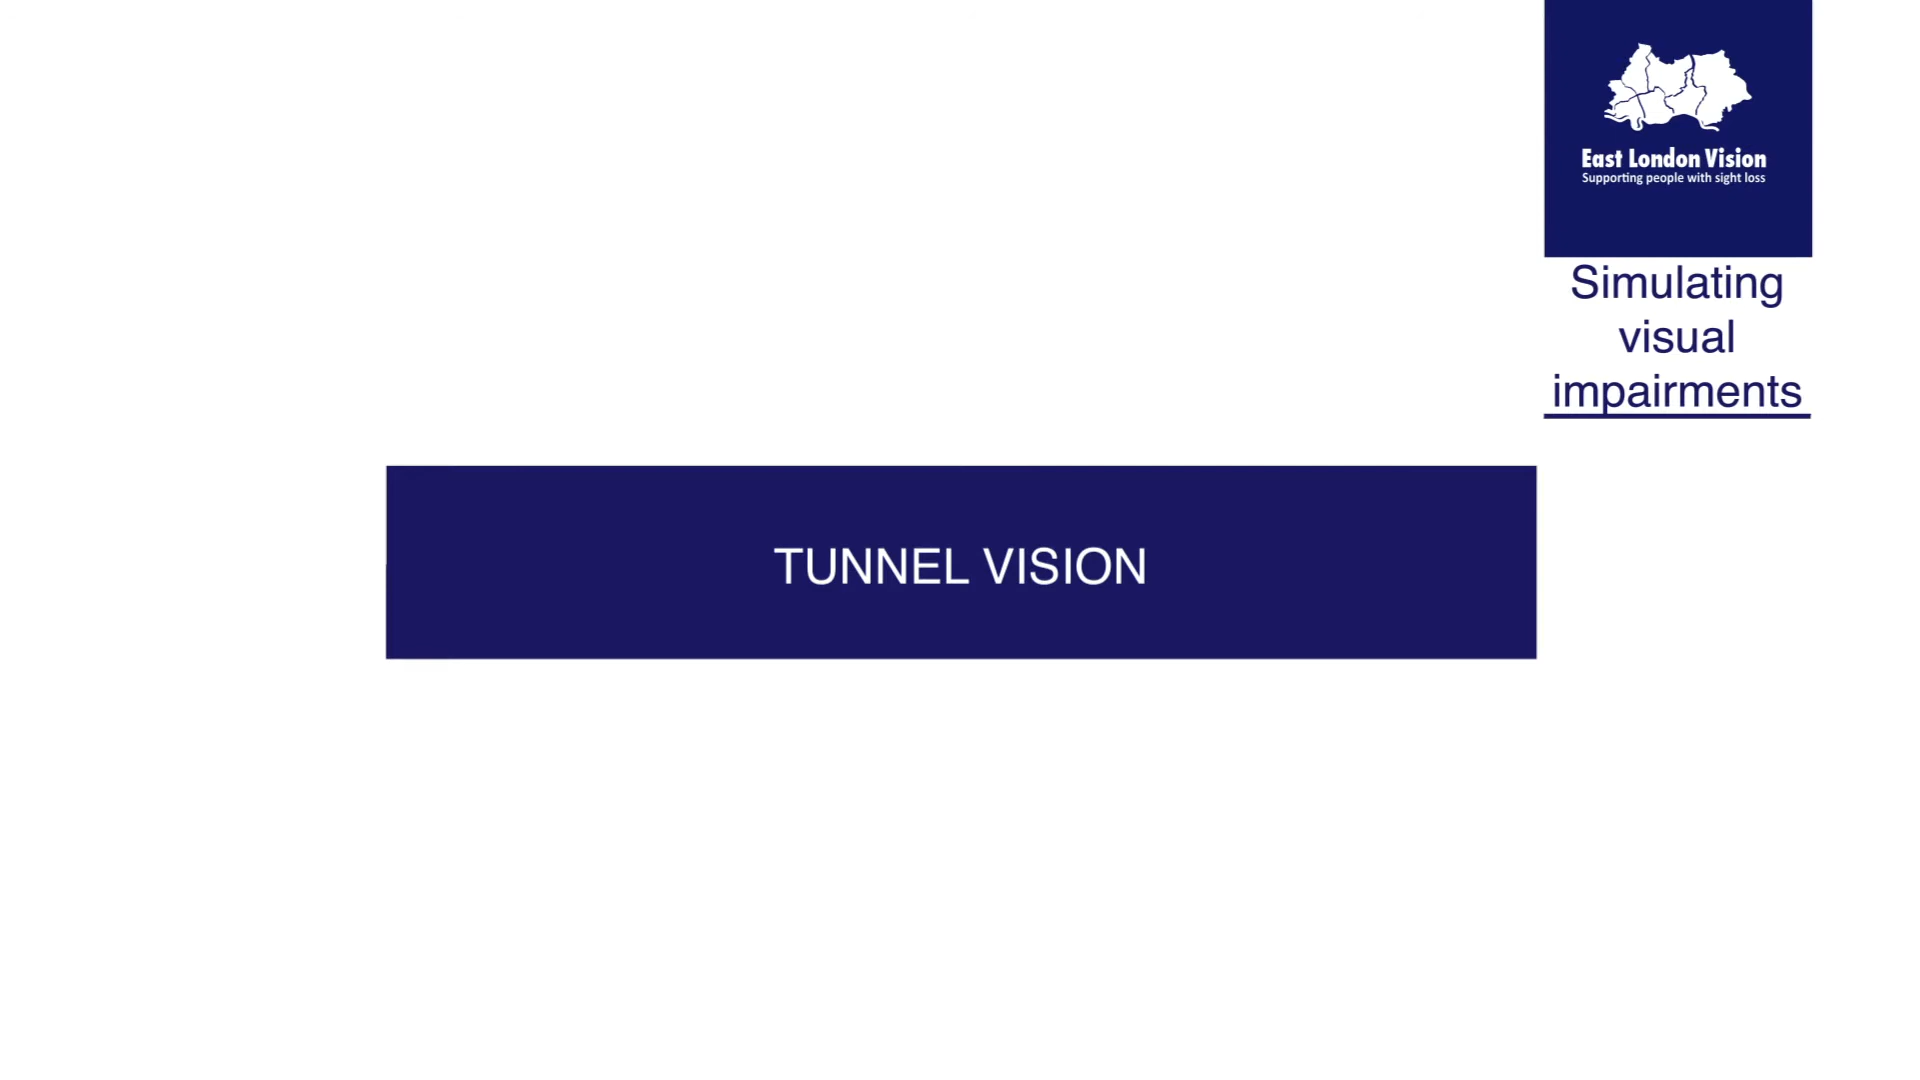 East London Vision
Supporting people with sight loss
Simulating
visual
impairments
TUNNEL VISION